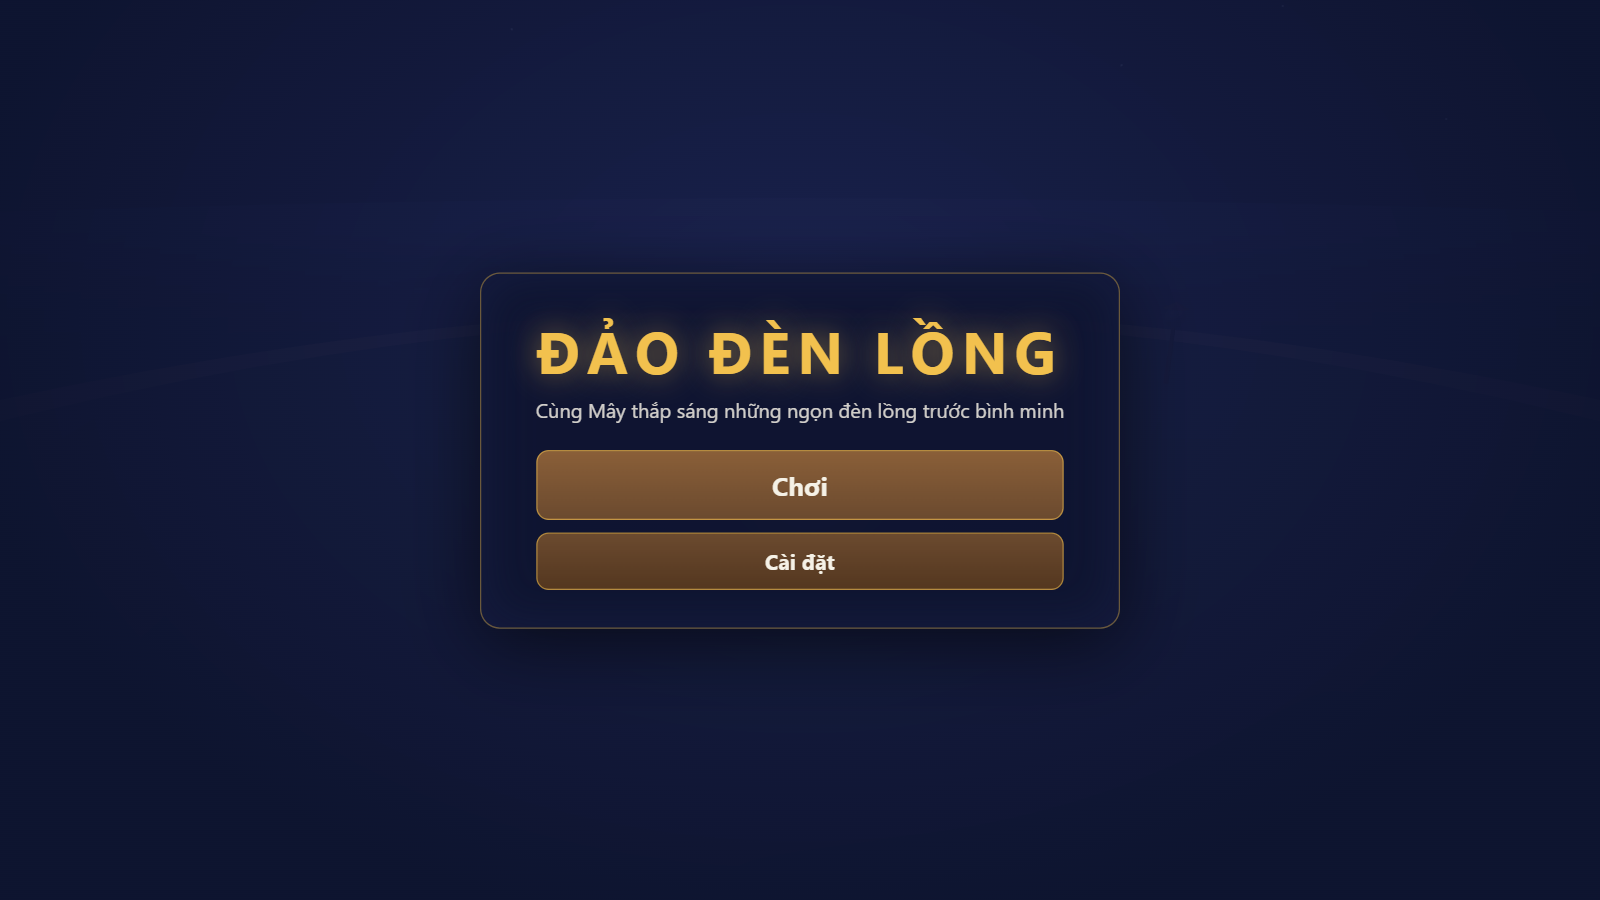 ĐẢO ĐÈN LỒNG
Cùng Mây thắp sáng những ngọn đèn lồng trước bình minh
Chơi
Cài đặt